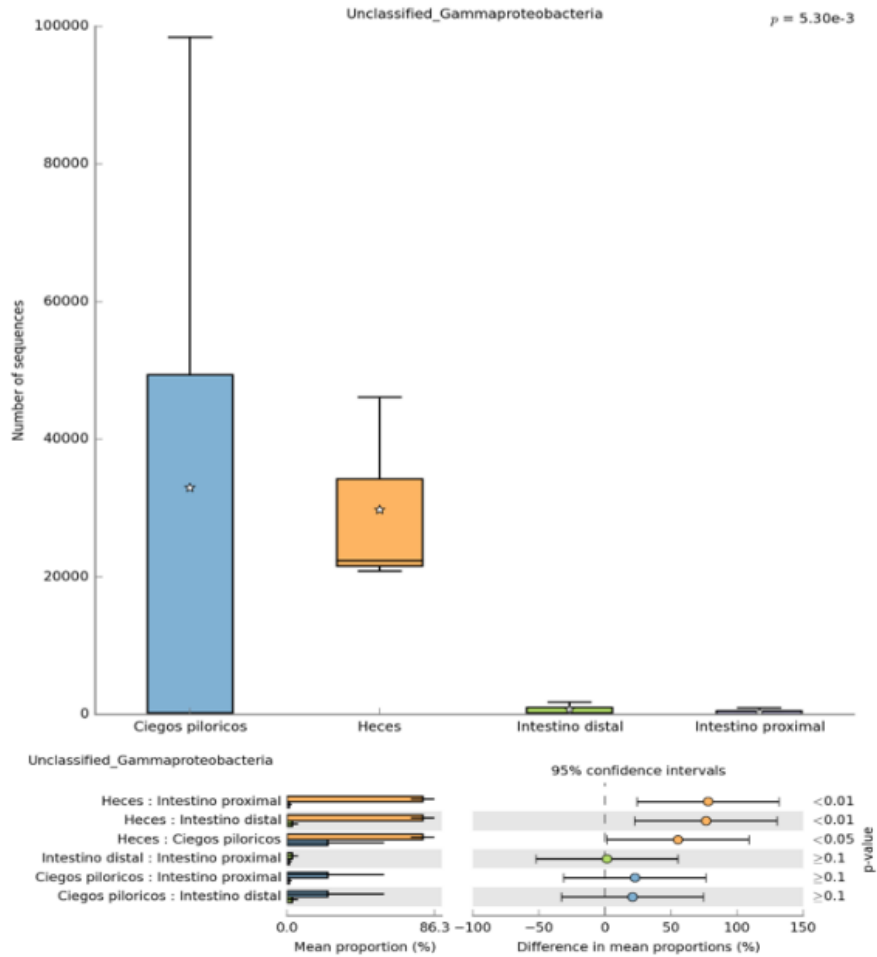 Unclassified_Gammaproteobacteria
p = 5.30e-3
100000
80000
60000
40000
20000
0
Number of sequences
Ciegos piloricos
Heces
Intestino distal
Intestino proximal
Unclassified_Gammaproteobacteria
95% confidence intervals
Heces : Intestino proximal
<0.01
Heces : Intestino distal
<0.01
Heces : Ciegos piloricos
<0.05
Intestino distal : Intestino proximal
≥0.1
Ciegos piloricos : Intestino proximal
≥0.1
Ciegos piloricos : Intestino distal
≥0.1
p-value
0.0
86.3
−100
−50
0
50
100
150
Mean proportion (%)
Difference in mean proportions (%)